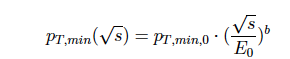 p_{T,min}(√s) = p_{T,min,0} · (√s/E_0)^b